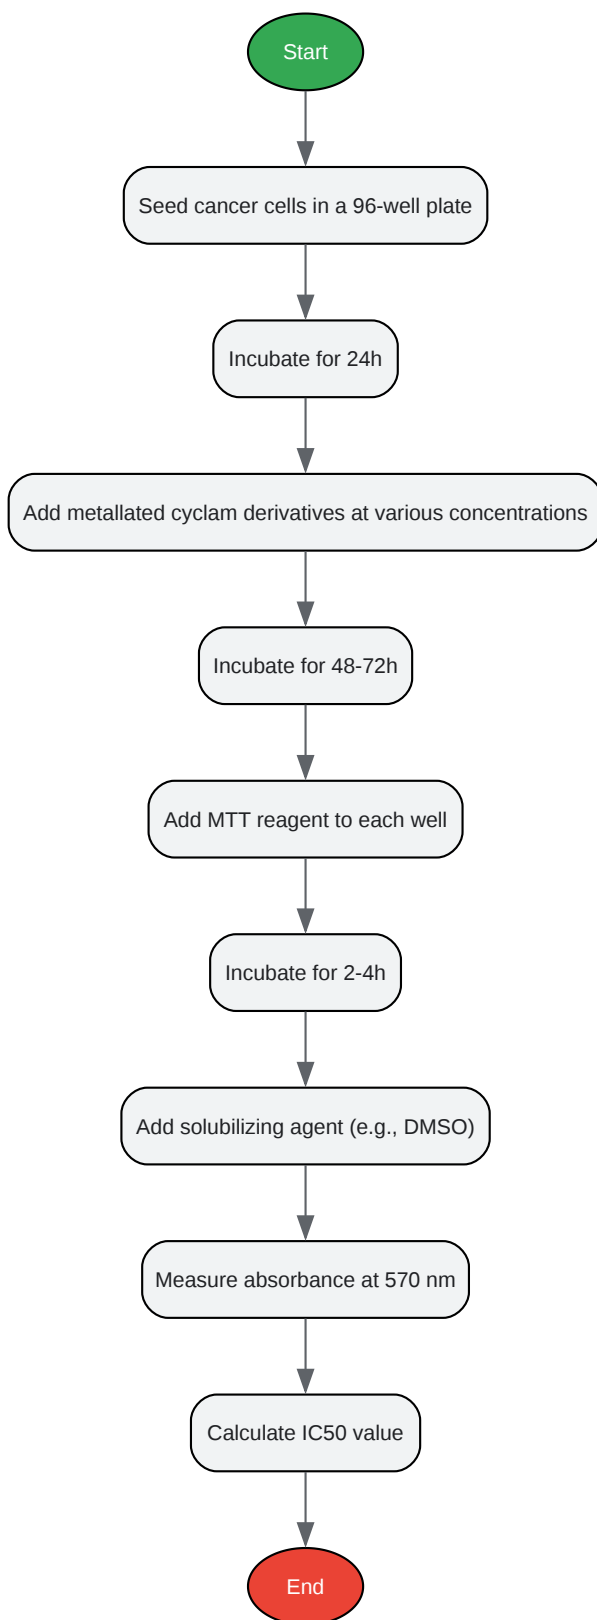 Start
Seed cancer cells in a 96-well plate
Incubate for 24h
Add metallated cyclam derivatives at various concentrations
Incubate for 48-72h
Add MTT reagent to each well
Incubate for 2-4h
Add solubilizing agent (e.g., DMSO)
Measure absorbance at 570 nm
Calculate IC50 value
End